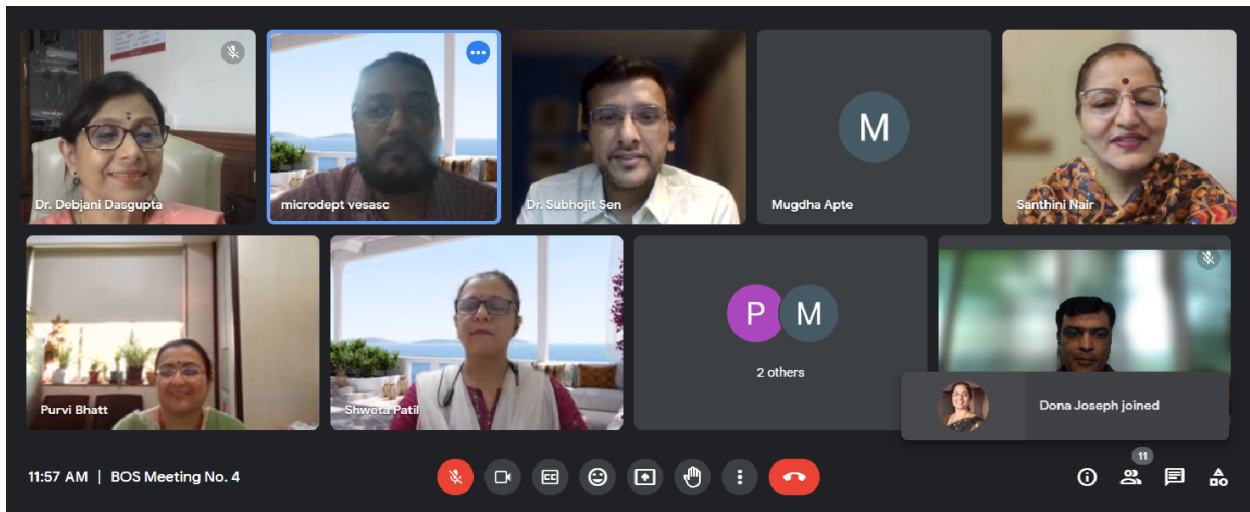 Dr. Debjani Dasgupta
microdept vesasc
Dr. Subhojit Sen
M
Mugdha Apte
Santhini Nair
Purvi Bhatt
Shweta Patil
P M
2 others
Dona Joseph joined
11:57 AM | BOS Meeting No. 4
CC
11